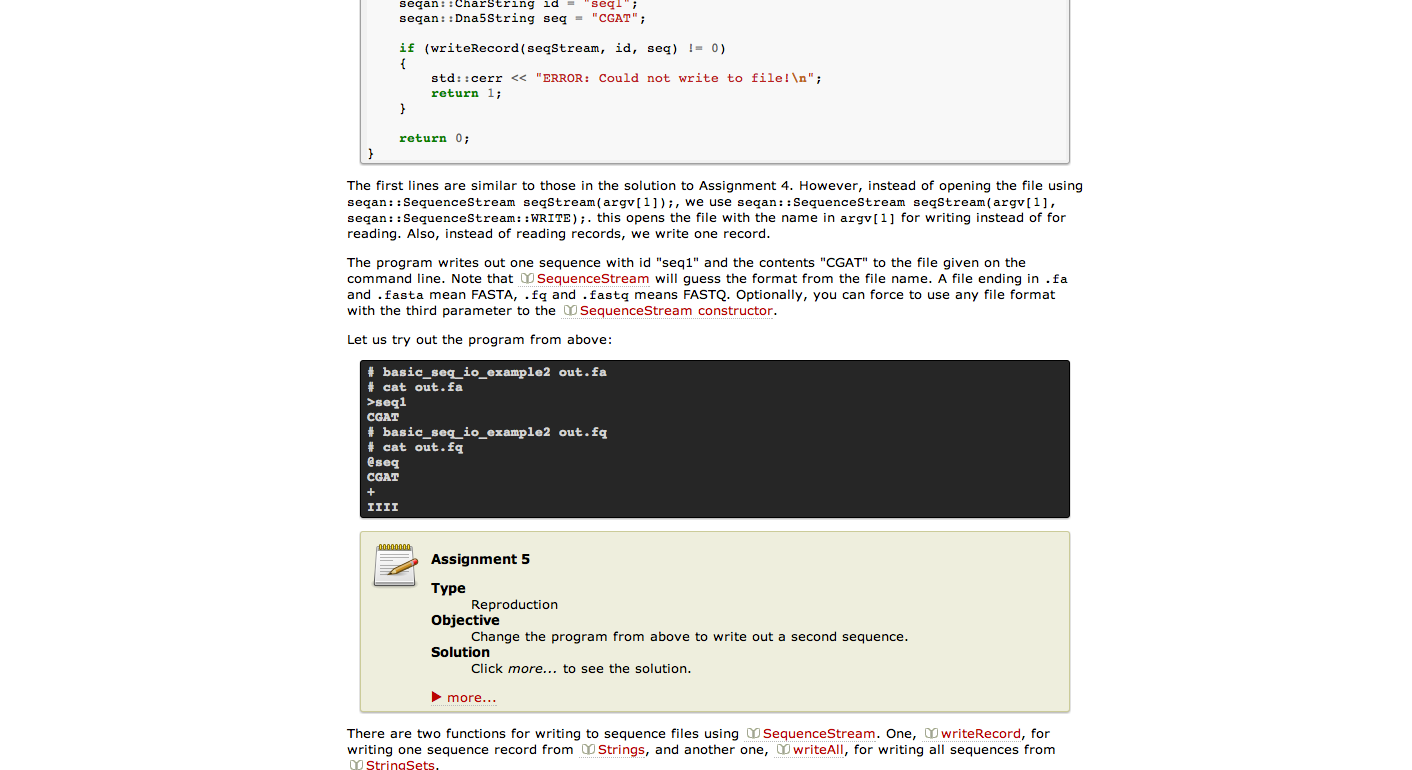 seqan::CharString id = "seq1";
seqan::Dna5String seq = "CGAT";
if (writeRecord(seqStream, id, seq) != 0)
{
std::cerr << "ERROR: Could not write to file!\n";
return 1;
}
return 0;
}
The first lines are similar to those in the solution to Assignment 4. However, instead of opening the file using
seqan::SequenceStream seqStream(argv[1]);, we use seqan::SequenceStream seqStream(argv[1],
seqan::SequenceStream::WRITE);. this opens the file with the name in argv[1] for writing instead of for
reading. Also, instead of reading records, we write one record.
The program writes out one sequence with id "seq1" and the contents "CGAT" to the file given on the
command line. Note that SequenceStream will guess the format from the file name. A file ending in .fa
and .fasta mean FASTA, .fq and .fastq means FASTQ. Optionally, you can force to use any file format
with the third parameter to the SequenceStream constructor.
Let us try out the program from above:
# basic_seq_io_example2 out.fa
# cat out.fa
>seq1
CGAT
# basic_seq_io_example2 out.fq
# cat out.fq
@seq
CGAT
+
IIII
Assignment 5
Type
Reproduction
Objective
Change the program from above to write out a second sequence.
Solution
Click more... to see the solution.
more...
There are two functions for writing to sequence files using SequenceStream. One, writeRecord, for
writing one sequence record from Strings, and another one, writeAll, for writing all sequences from
StringSets.